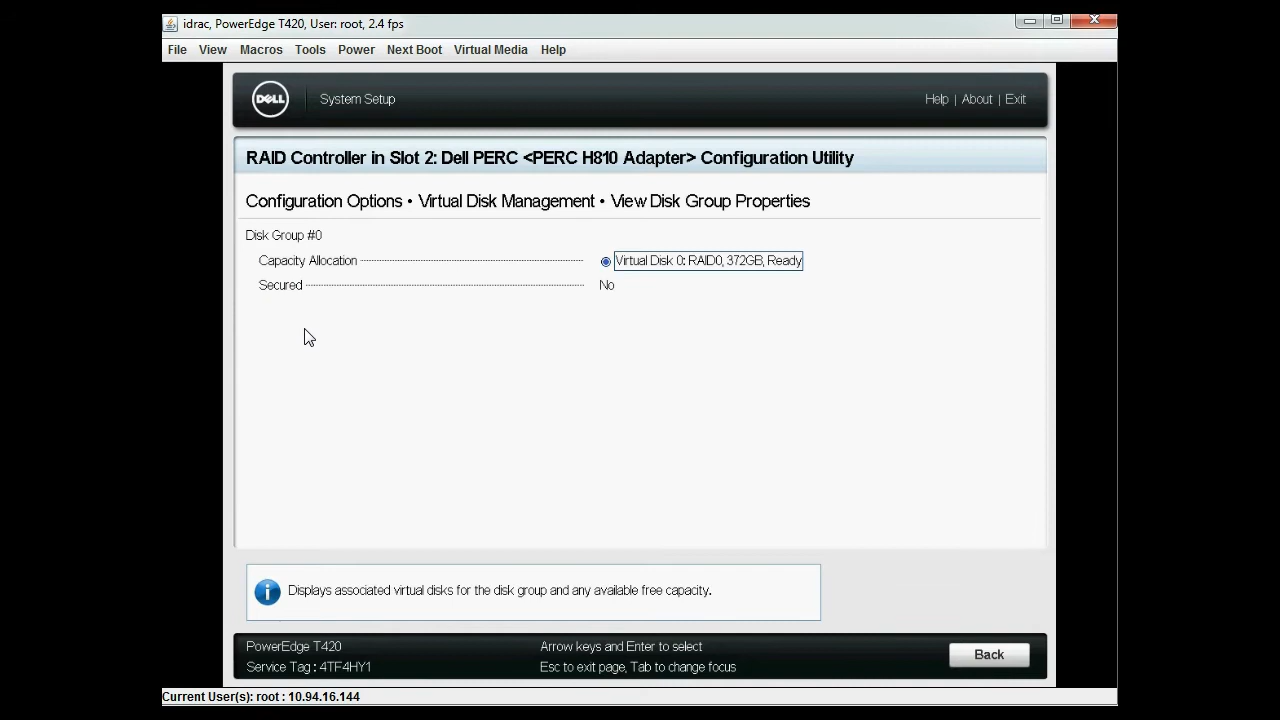 idrac, PowerEdge T420, User: root, 2.4 fps
File View Macros Tools Power Next Boot Virtual Media Help
DELL System Setup Help | About | Exit
RAID Controller in Slot 2: Dell PERC <PERC H810 Adapter> Configuration Utility
Configuration Options • Virtual Disk Management • View Disk Group Properties
Disk Group #0
Capacity Allocation Virtual Disk 0: RAID0, 372GB, Ready
Secured No
Displays associated virtual disks for the disk group and any available free capacity.
PowerEdge T420 Arrow keys and Enter to select
Service Tag : 4TF4HY1 Esc to exit page, Tab to change focus
Back
Current User(s): root : 10.94.16.144